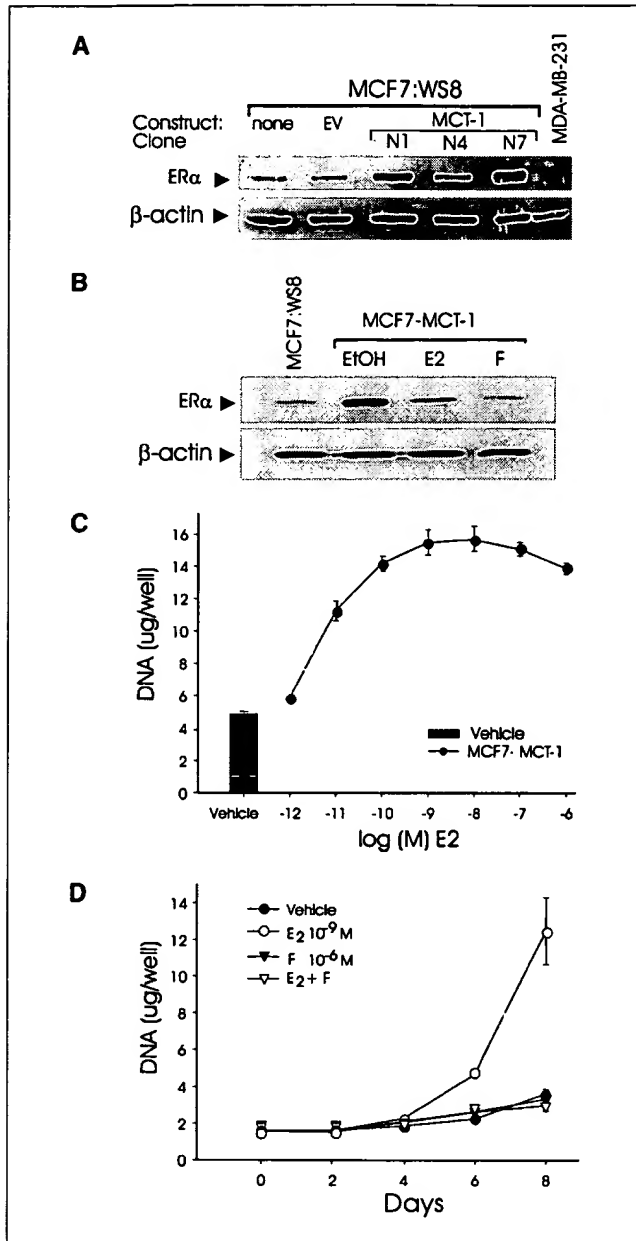 A
MCF7:WS8
MDA-MB-231
Construct: none EV MCT-1
Clone N1 N4 N7
ERα ►
β-actin ►
B
MCF7:WS8
MCF7-MCT-1
EtOH E2 F
ERα ►
β-actin ►
C
DNA (ug/well)
16
14
12
10
8
6
4
2
0
Vehicle
MCF7- MCT-1
Vehicle -12 -11 -10 -9 -8 -7 -6
log (M) E2
D
DNA (ug/well)
14
12
10
8
6
4
2
0
Vehicle
E₂ 10⁻⁹ M
F 10⁻⁶ M
E₂ + F
0 2 4 6 8
Days